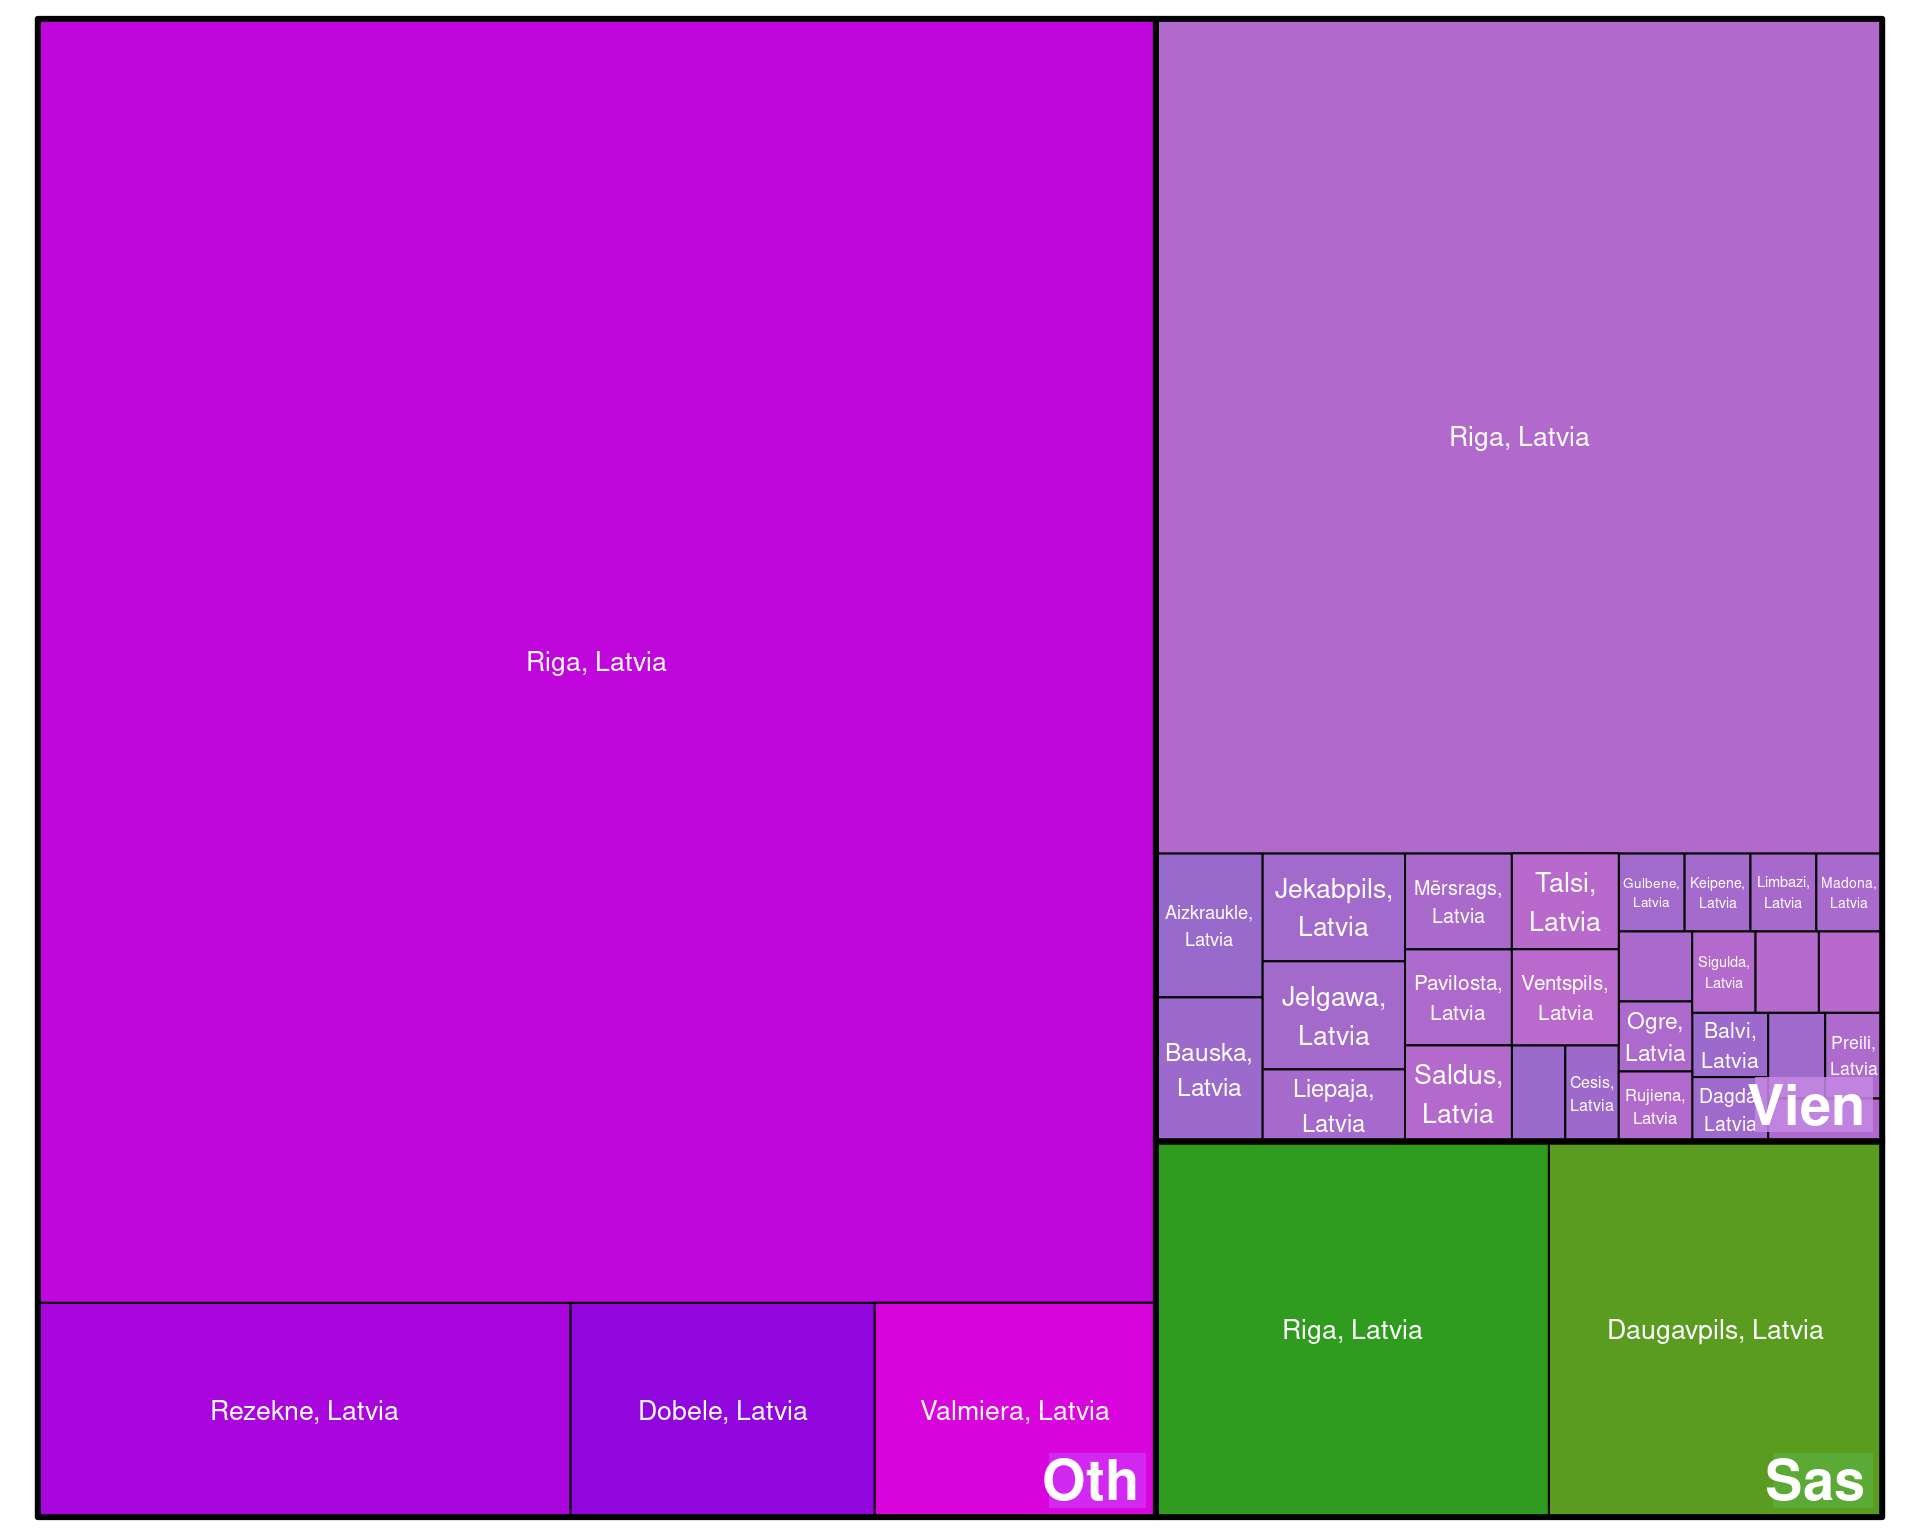 Riga, Latvia
Rezekne, Latvia
Dobele, Latvia
Valmiera, Latvia
Oth
Riga, Latvia
Aizkraukle,
Latvia
Bauska,
Latvia
Jekabpils,
Latvia
Jelgawa,
Latvia
Liepaja,
Latvia
Mērsrags,
Latvia
Pavilosta,
Latvia
Saldus,
Latvia
Talsi,
Latvia
Ventspils,
Latvia
Cesis,
Latvia
Gulbene,
Latvia
Keipene,
Latvia
Limbazi,
Latvia
Madona,
Latvia
Ogre,
Latvia
Rujiena,
Latvia
Sigulda,
Latvia
Balvi,
Latvia
Dagda
Latvia
Preili,
Latvia
Vien
Riga, Latvia
Daugavpils, Latvia
Sas